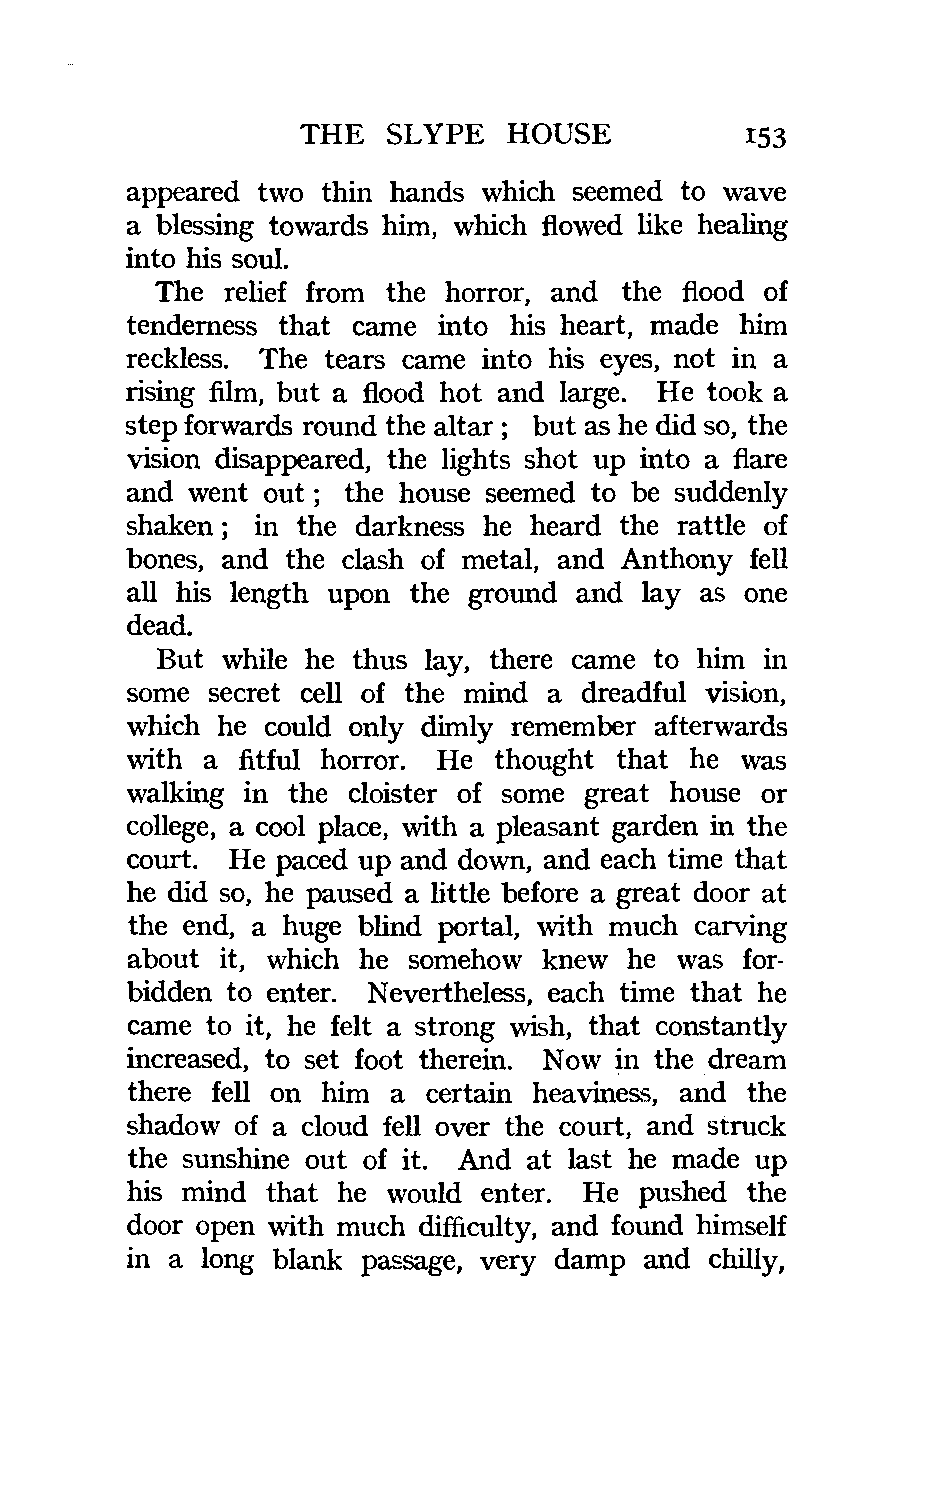 THE SLYPE HOUSE 153
appeared two thin hands which seemed to wave
a blessing towards him, which flowed like healing
into his soul.
The relief from the horror, and the flood of
tenderness that came into his heart, made him
reckless. The tears came into his eyes, not in a
rising film, but a flood hot and large. He took a
step forwards round the altar ; but as he did so, the
vision disappeared, the lights shot up into a flare
and went out ; the house seemed to be suddenly
shaken ; in the darkness he heard the rattle of
bones, and the clash of metal, and Anthony fell
all his length upon the ground and lay as one
dead.
But while he thus lay, there came to him in
some secret cell of the mind a dreadful vision,
which he could only dimly remember afterwards
with a fitful horror. He thought that he was
walking in the cloister of some great house or
college, a cool place, with a pleasant garden in the
court. He paced up and down, and each time that
he did so, he paused a little before a great door at
the end, a huge blind portal, with much carving
about it, which he somehow knew he was for-
bidden to enter. Nevertheless, each time that he
came to it, he felt a strong wish, that constantly
increased, to set foot therein. Now in the dream
there fell on him a certain heaviness, and the
shadow of a cloud fell over the court, and struck
the sunshine out of it. And at last he made up
his mind that he would enter. He pushed the
door open with much difficulty, and found himself
in a long blank passage, very damp and chilly,